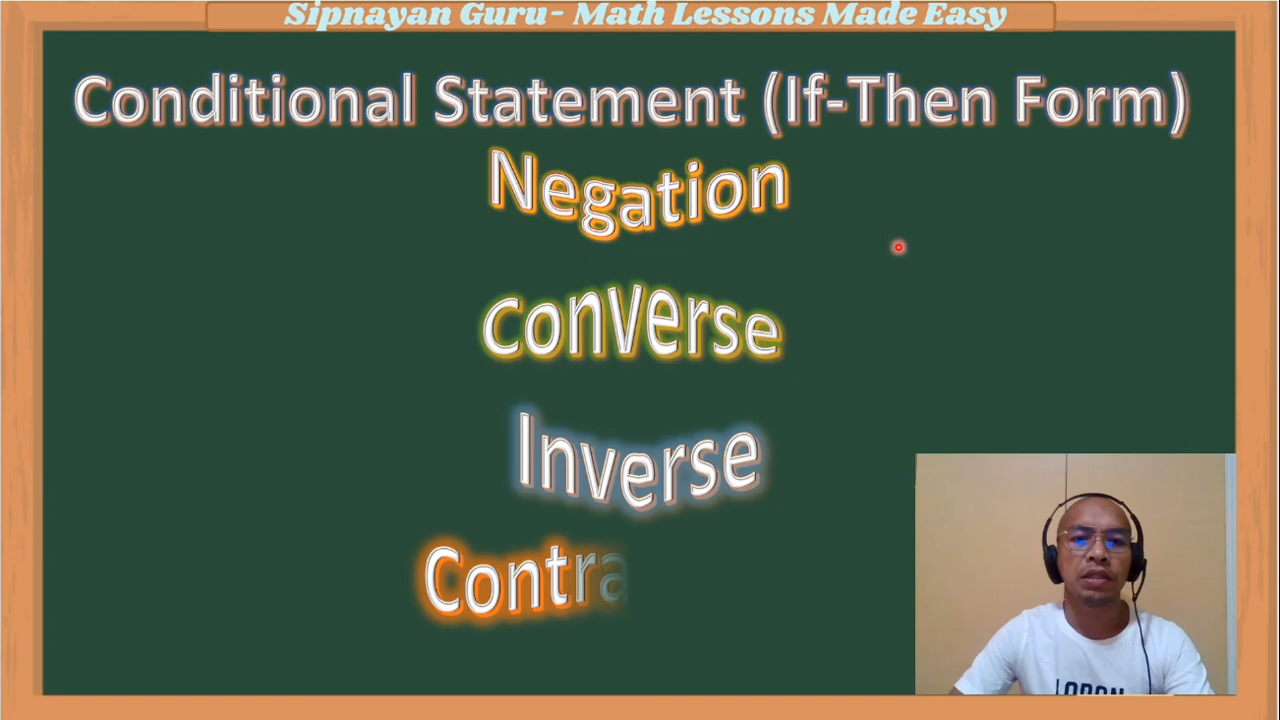 Sipnayan Guru- Math Lessons Made Easy
Conditional Statement (If-Then Form)
Negation
Converse
Inverse
Contra